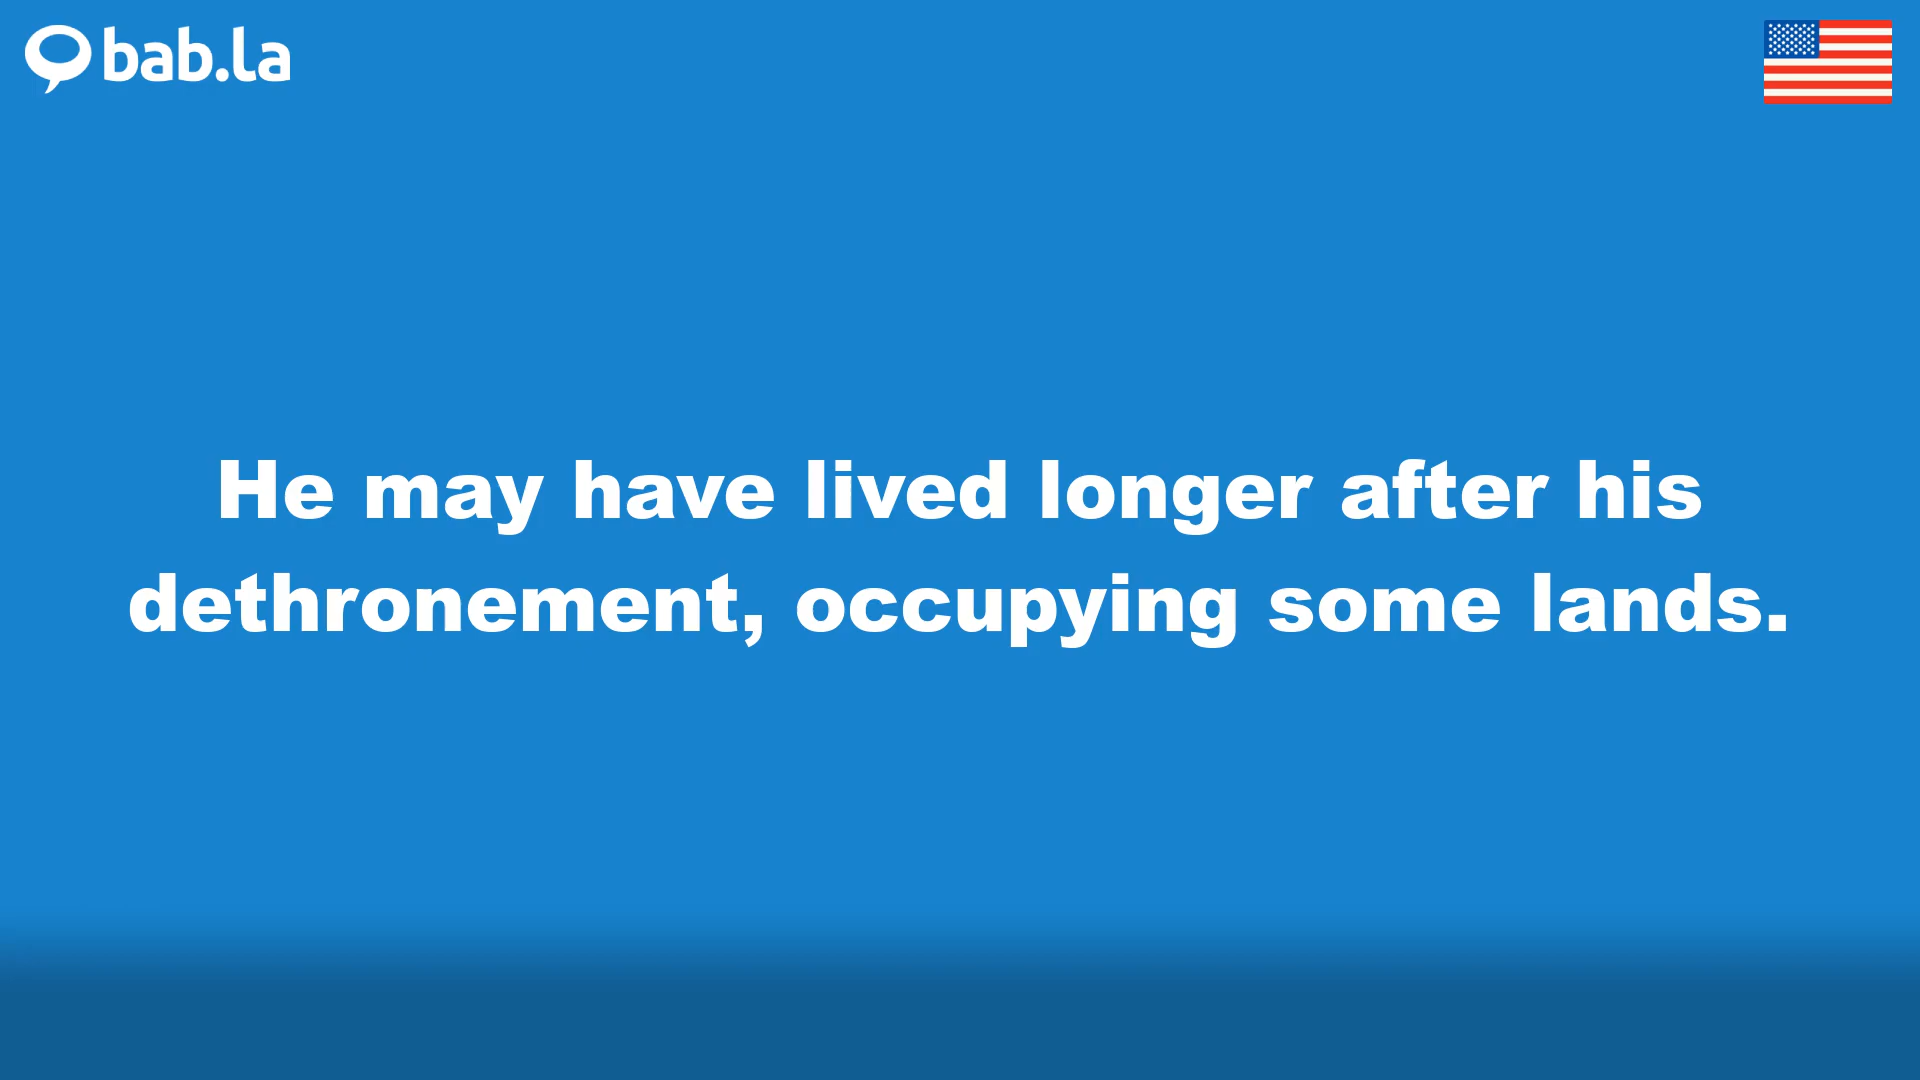 bab.la
He may have lived longer after his
dethronement, occupying some lands.